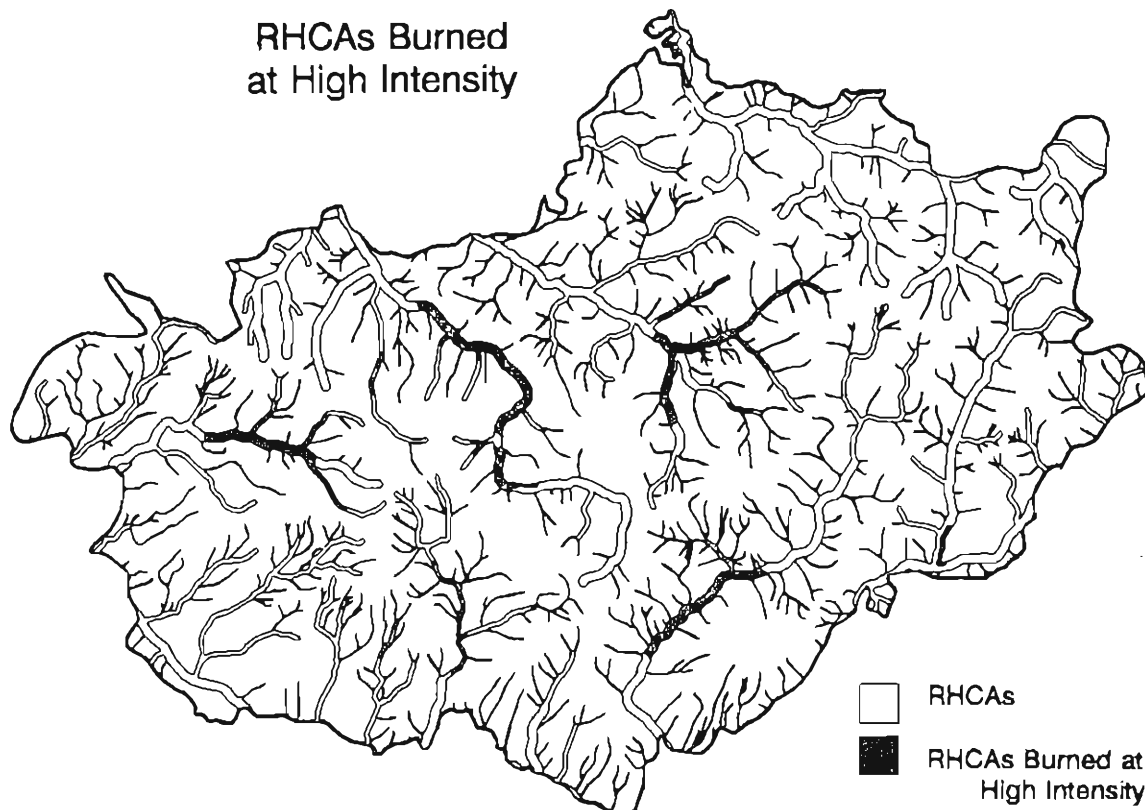 RHCAs Burned
at High Intensity
RHCAs
RHCAs Burned at
High Intensity